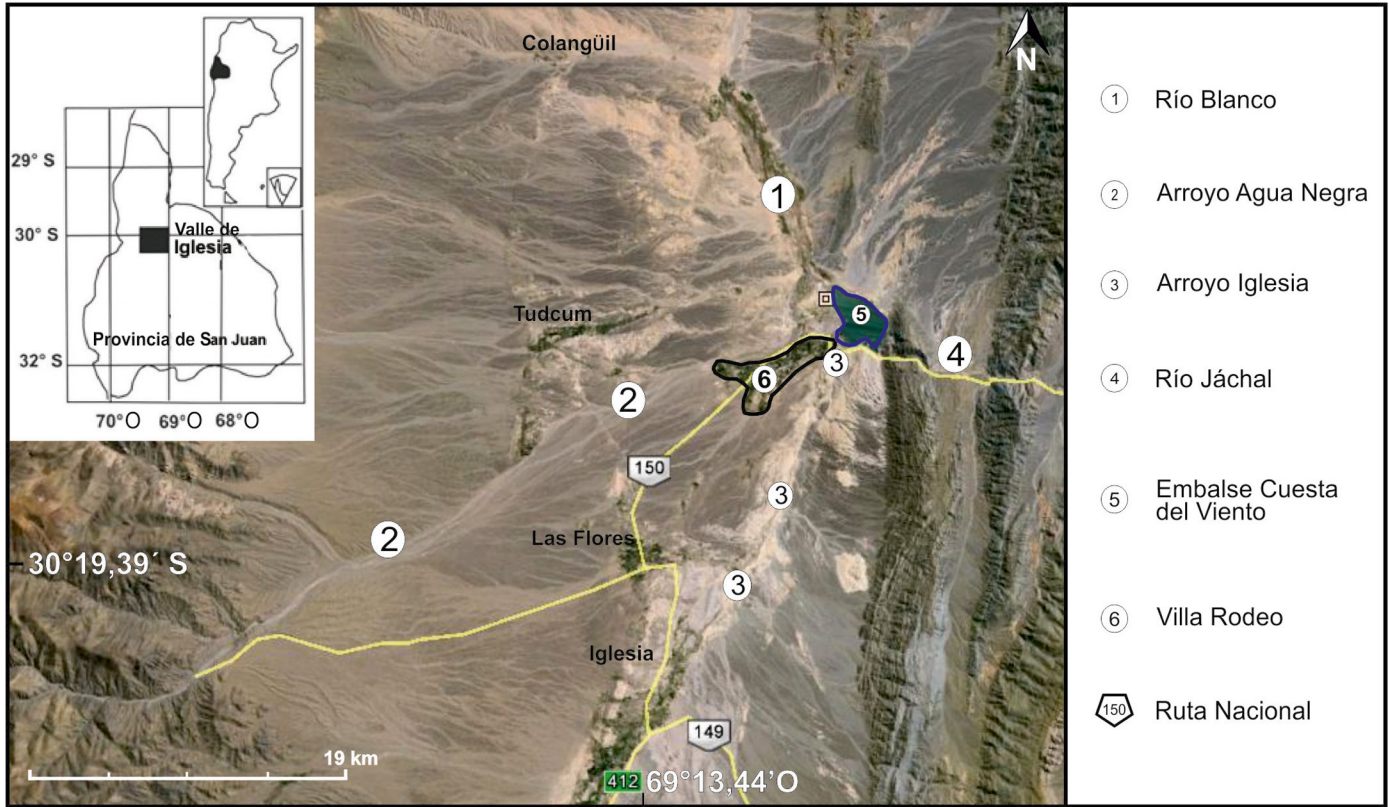 Colangüil
N
29° S
30° S
Valle de
Iglesia
Provincia de San Juan
32° S
70°O 69°O 68°O
1
Tudcum
5
3
4
6
2
150
3
2
Las Flores
30°19,39´ S
3
Iglesia
149
19 km
412
69°13,44’O
1 Río Blanco
2 Arroyo Agua Negra
3 Arroyo Iglesia
4 Río Jáchal
5 Embalse Cuesta
del Viento
6 Villa Rodeo
150 Ruta Nacional